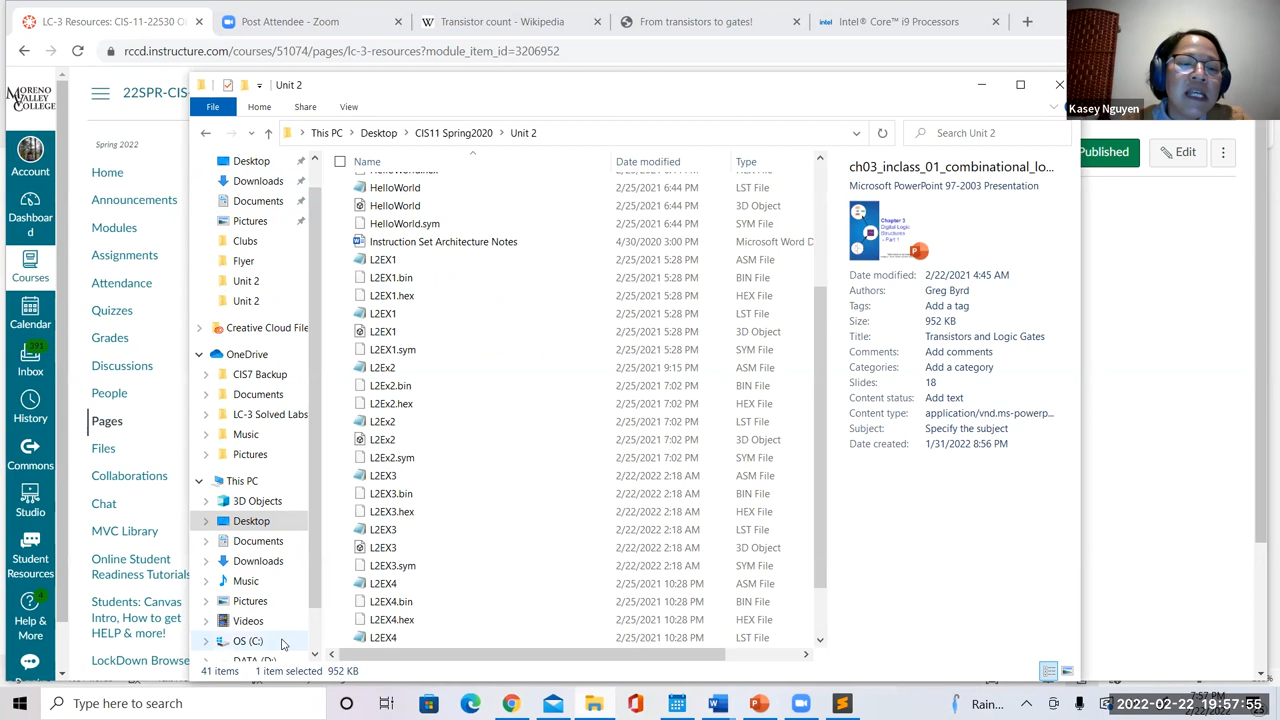 LC-3 Resources: CIS-11-22530 O
Post Attendee - Zoom
Transistor count - Wikipedia
From transistors to gates!
Intel® Core™ i9 Processors
rccd.instructure.com/courses/51074/pages/lc-3-resources?module_item_id=3206952
Kasey Nguyen
MORENO
VALLEY
COLLEGE
Account
Dashboar
d
Courses
Calendar
391
Inbox
History
Commons
Studio
Student
Resources
4
Help &
More
22SPR-CIS-
Spring 2022
Home
Announcements
Modules
Assignments
Attendance
Quizzes
Grades
Discussions
People
Pages
Files
Collaborations
Chat
MVC Library
Online Student
Readiness Tutorials
Students: Canvas
Intro, How to get
HELP & more!
LockDown Browse
Published
Edit
Unit 2
File
Home
Share
View
This PC
Desktop
CIS11 Spring2020
Unit 2
Search Unit 2
Desktop
Downloads
Documents
Pictures
Clubs
Flyer
Unit 2
Unit 2
Creative Cloud File
OneDrive
CIS7 Backup
Documents
LC-3 Solved Labs
Music
Pictures
This PC
3D Objects
Desktop
Documents
Downloads
Music
Pictures
Videos
OS (C:)
DATA (D:)
Name Date modified Type
HelloWorld 2/25/2021 6:44 PM LST File
HelloWorld 2/25/2021 6:44 PM 3D Object
HelloWorld.sym 2/25/2021 6:44 PM SYM File
Instruction Set Architecture Notes 4/30/2020 3:00 PM Microsoft Word D
L2EX1 2/25/2021 5:28 PM ASM File
L2EX1.bin 2/25/2021 5:28 PM BIN File
L2EX1.hex 2/25/2021 5:28 PM HEX File
L2EX1 2/25/2021 5:28 PM LST File
L2EX1 2/25/2021 5:28 PM 3D Object
L2EX1.sym 2/25/2021 5:28 PM SYM File
L2Ex2 2/25/2021 9:15 PM ASM File
L2Ex2.bin 2/25/2021 7:02 PM BIN File
L2Ex2.hex 2/25/2021 7:02 PM HEX File
L2Ex2 2/25/2021 7:02 PM LST File
L2Ex2 2/25/2021 7:02 PM 3D Object
L2Ex2.sym 2/25/2021 7:02 PM SYM File
L2EX3 2/22/2022 2:18 AM ASM File
L2EX3.bin 2/22/2022 2:18 AM BIN File
L2EX3.hex 2/22/2022 2:18 AM HEX File
L2EX3 2/22/2022 2:18 AM LST File
L2EX3 2/22/2022 2:18 AM 3D Object
L2EX3.sym 2/22/2022 2:18 AM SYM File
L2EX4 2/25/2021 10:28 PM ASM File
L2EX4.bin 2/25/2021 10:28 PM BIN File
L2EX4.hex 2/25/2021 10:28 PM HEX File
L2EX4 2/25/2021 10:28 PM LST File
ch03_inclass_01_combinational_lo...
Microsoft PowerPoint 97-2003 Presentation
Chapter 3
Digital Logic
Structures
- Part 1
Date modified: 2/22/2021 4:45 AM
Authors: Greg Byrd
Tags: Add a tag
Size: 952 KB
Title: Transistors and Logic Gates
Comments: Add comments
Categories: Add a category
Slides: 18
Content status: Add text
Content type: application/vnd.ms-powerp...
Subject: Specify the subject
Date created: 1/31/2022 8:56 PM
41 items 1 item selected 952 KB
Type here to search
Rain...
7:57 PM
2/22/2022
2022-02-22 19:57:55